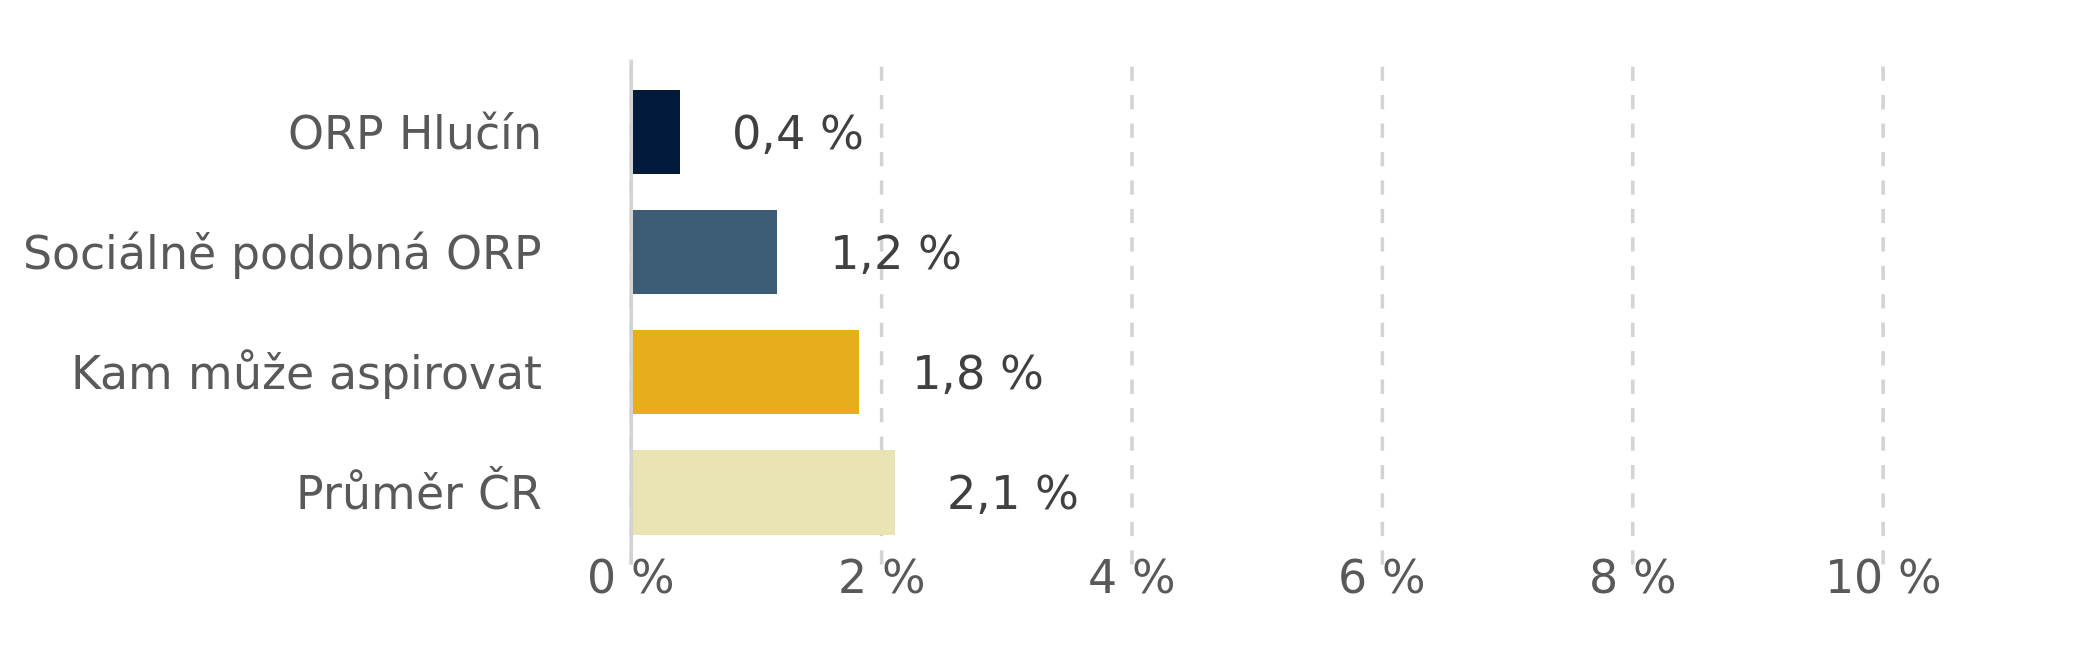 ORP Hlučín 0,4 %
Sociálně podobná ORP 1,2 %
Kam může aspirovat 1,8 %
Průměr ČR 2,1 %
0 % 2 % 4 % 6 % 8 % 10 %